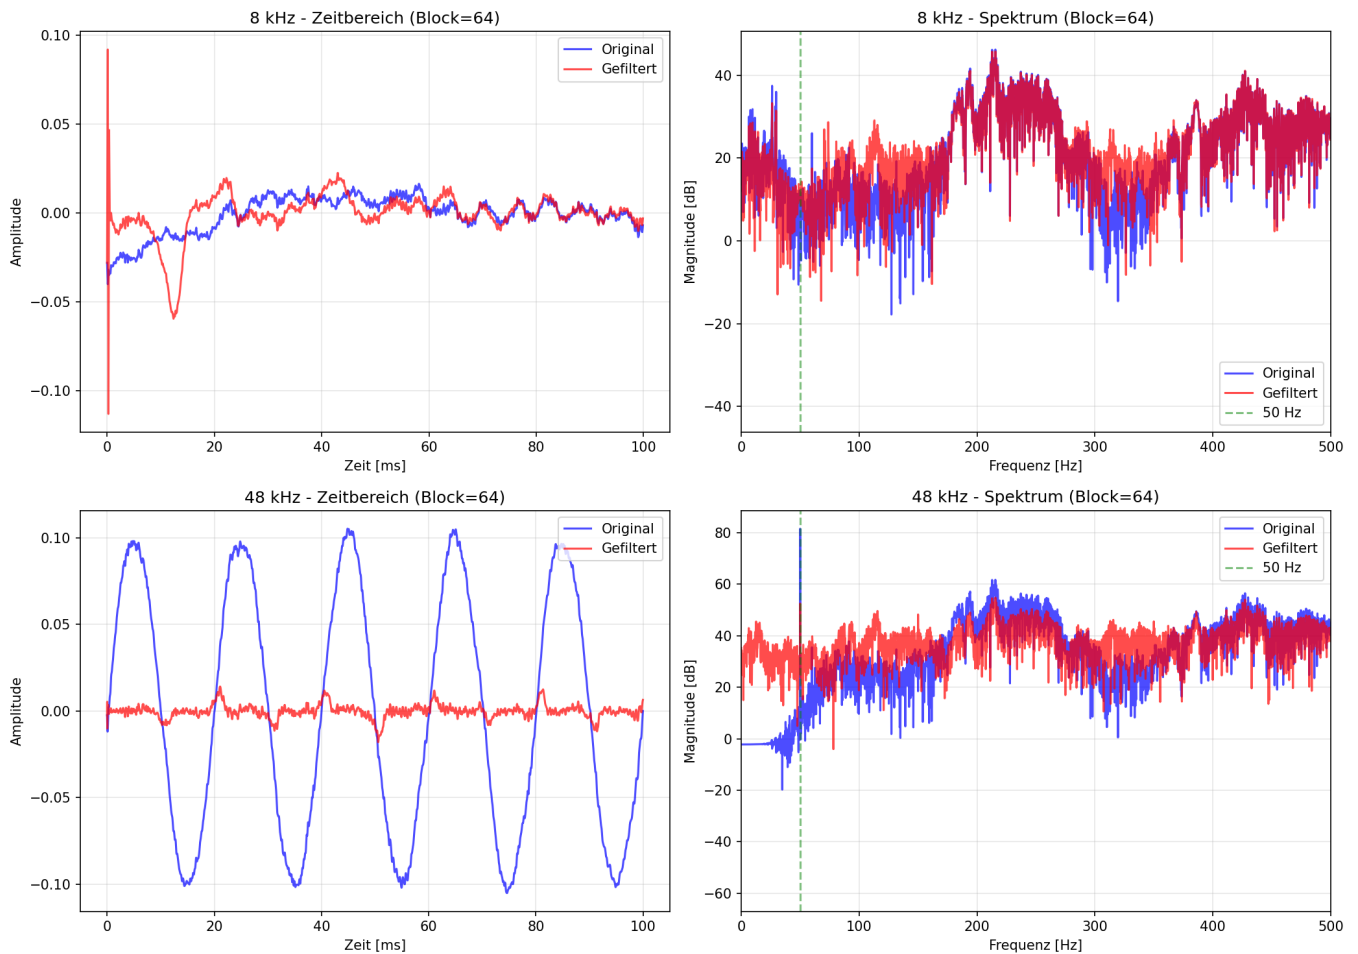 8 kHz - Zeitbereich (Block=64)
Amplitude
0.10
0.05
0.00
−0.05
−0.10
Original
Gefiltert
0 20 40 60 80 100
Zeit [ms]
8 kHz - Spektrum (Block=64)
Magnitude [dB]
40
20
0
−20
−40
Original
Gefiltert
50 Hz
0 100 200 300 400 500
Frequenz [Hz]
48 kHz - Zeitbereich (Block=64)
Amplitude
0.10
0.05
0.00
−0.05
−0.10
Original
Gefiltert
0 20 40 60 80 100
Zeit [ms]
48 kHz - Spektrum (Block=64)
Magnitude [dB]
80
60
40
20
0
−20
−40
−60
Original
Gefiltert
50 Hz
0 100 200 300 400 500
Frequenz [Hz]